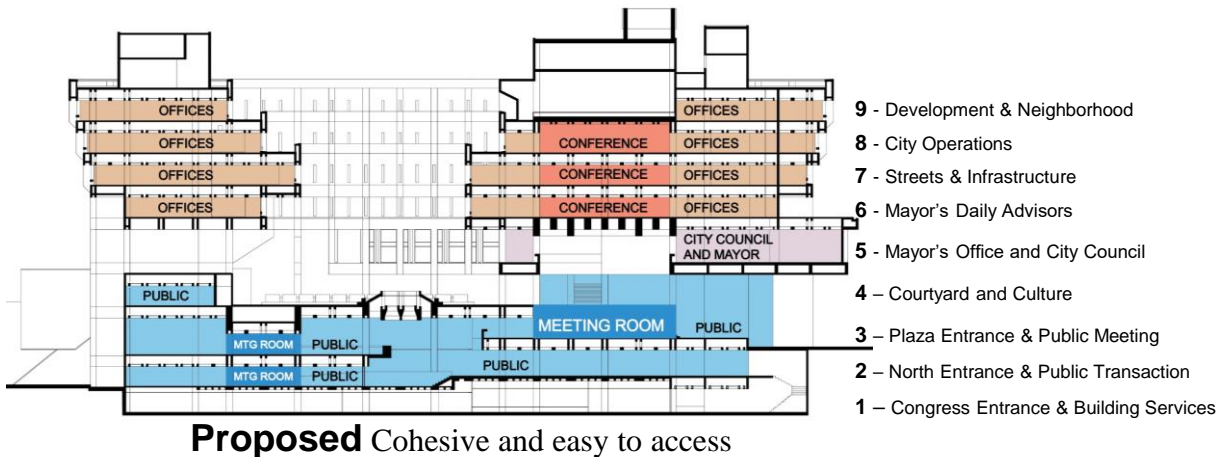 OFFICES OFFICES 9 - Development & Neighborhood
OFFICES CONFERENCE OFFICES 8 - City Operations
OFFICES CONFERENCE OFFICES 7 - Streets & Infrastructure
OFFICES CONFERENCE OFFICES 6 - Mayor's Daily Advisors
CITY COUNCIL
AND MAYOR 5 - Mayor's Office and City Council
PUBLIC 4 – Courtyard and Culture
MEETING ROOM PUBLIC
MTG ROOM PUBLIC 3 – Plaza Entrance & Public Meeting
PUBLIC
MTG ROOM PUBLIC 2 – North Entrance & Public Transaction
1 – Congress Entrance & Building Services
Proposed Cohesive and easy to access